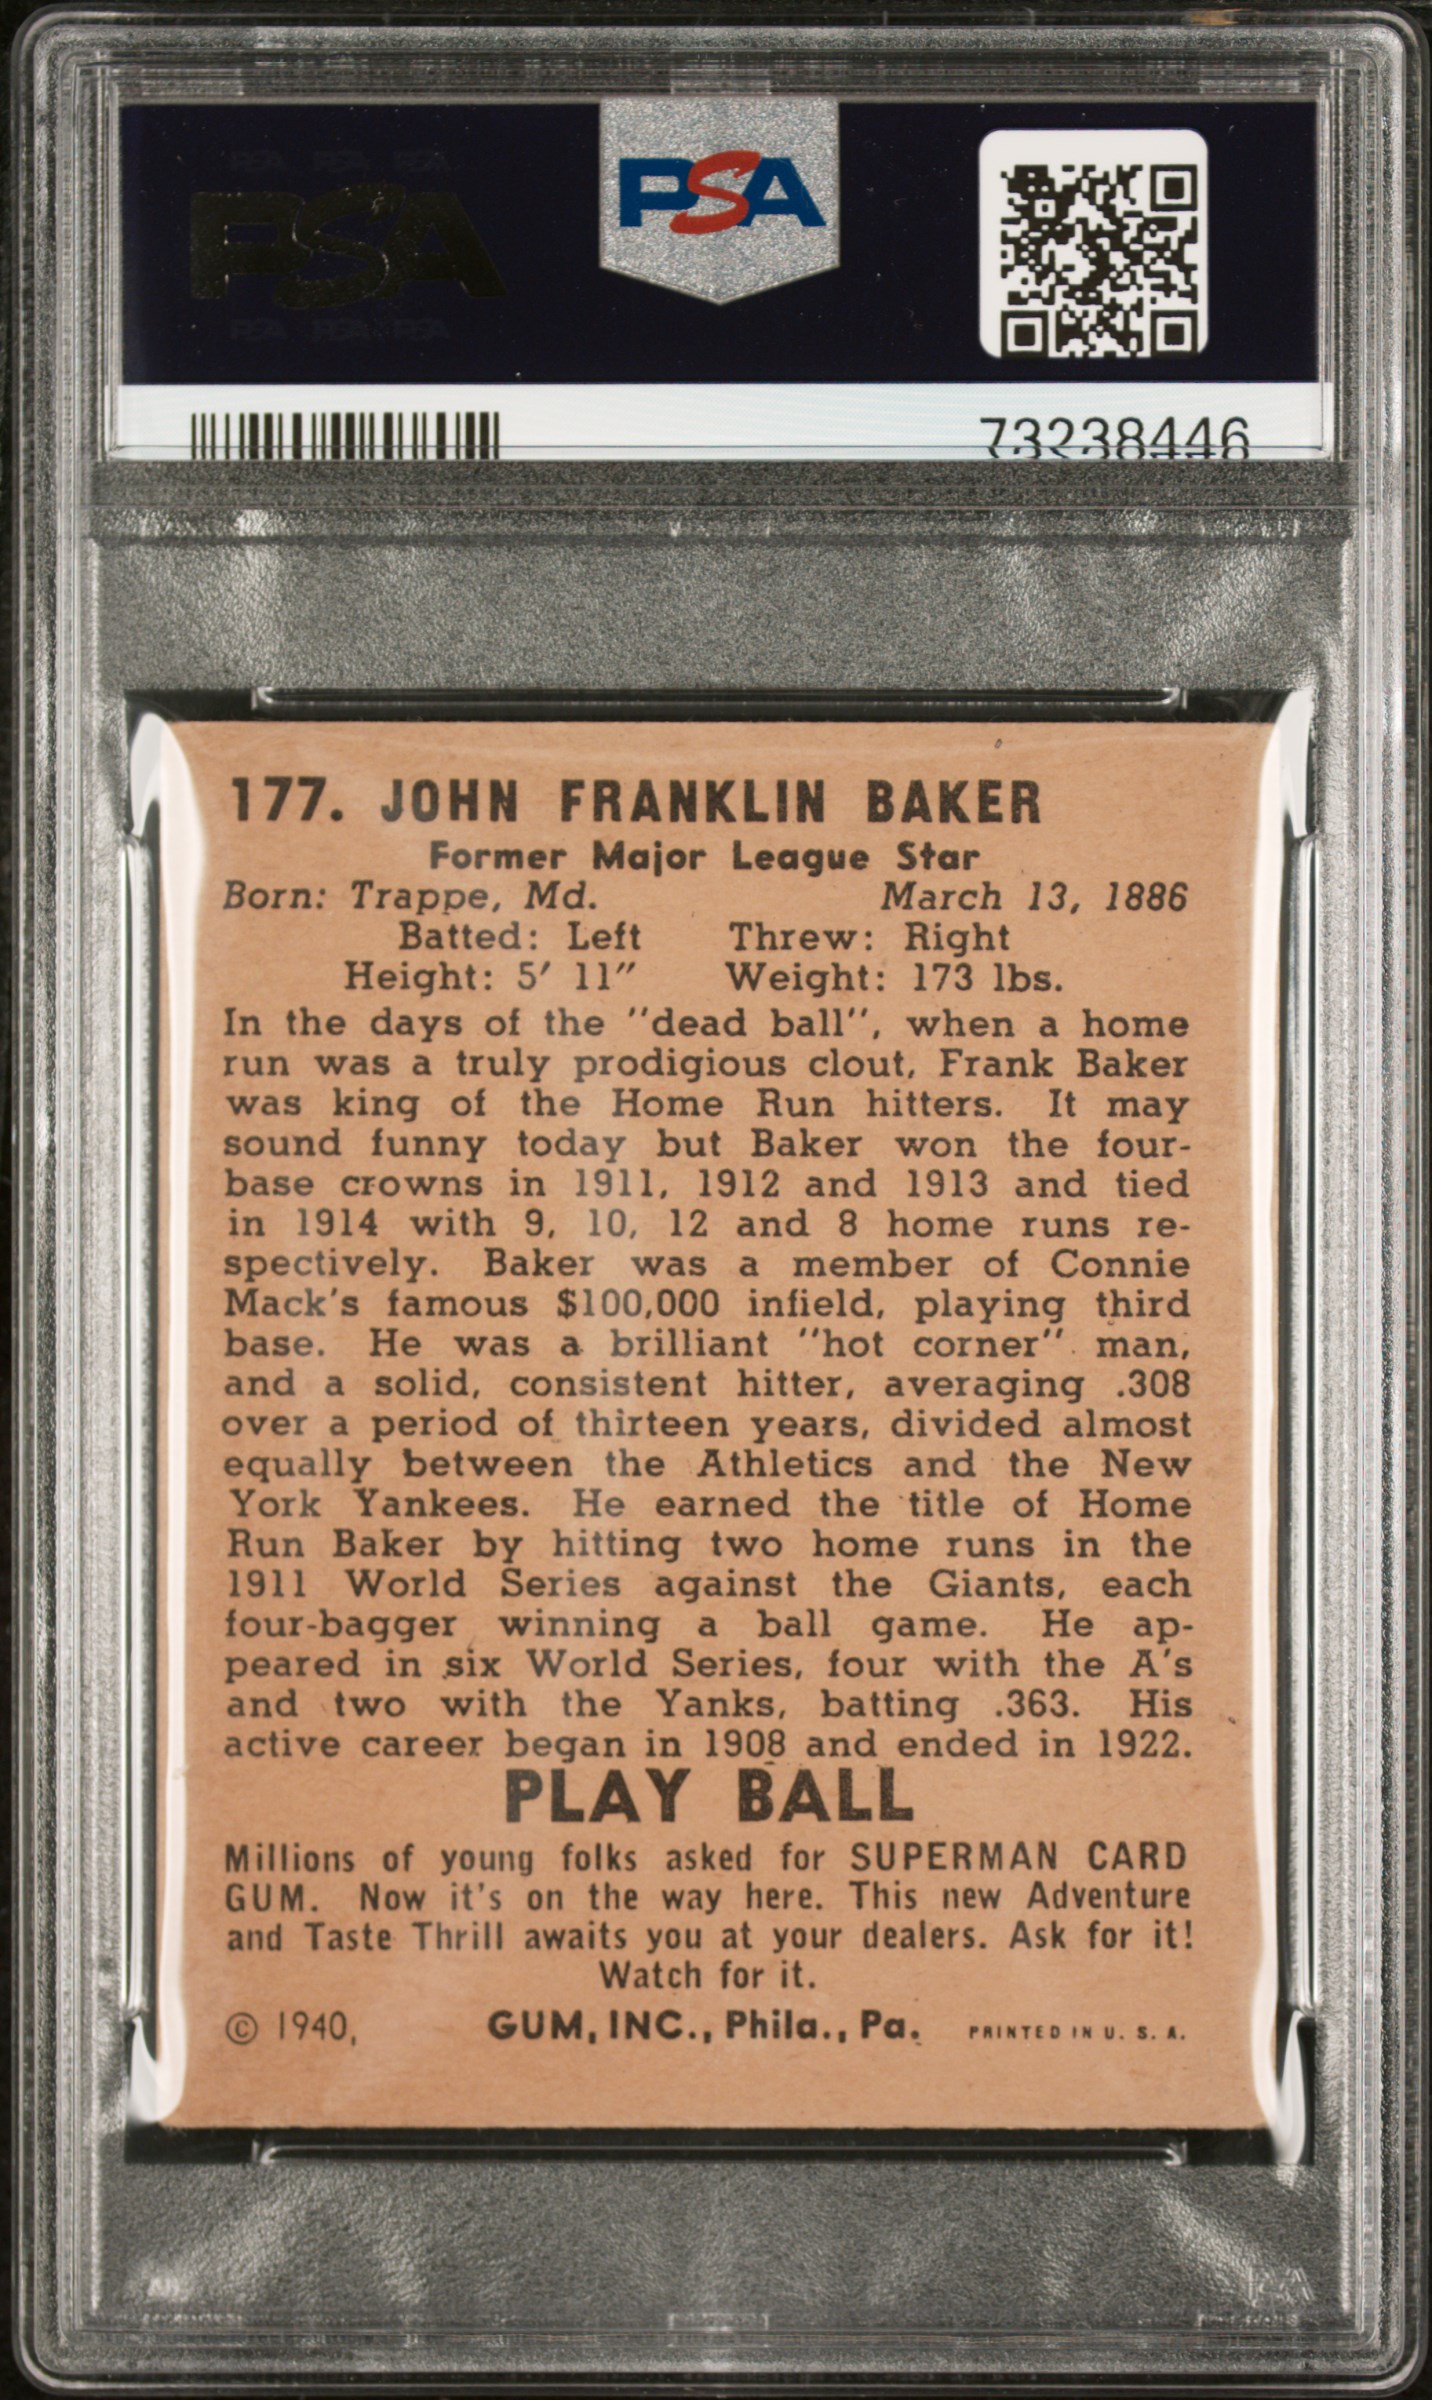 PSA
PSA
73238446
177. JOHN FRANKLIN BAKER
Former Major League Star
Born: Trappe, Md. March 13, 1886
Batted: Left Threw: Right
Height: 5' 11" Weight: 173 lbs.
In the days of the "dead ball", when a home
run was a truly prodigious clout, Frank Baker
was king of the Home Run hitters. It may
sound funny today but Baker won the four-
base crowns in 1911, 1912 and 1913 and tied
in 1914 with 9, 10, 12 and 8 home runs re-
spectively. Baker was a member of Connie
Mack's famous $100,000 infield, playing third
base. He was a brilliant "hot corner" man,
and a solid, consistent hitter, averaging .308
over a period of thirteen years, divided almost
equally between the Athletics and the New
York Yankees. He earned the title of Home
Run Baker by hitting two home runs in the
1911 World Series against the Giants, each
four-bagger winning a ball game. He ap-
peared in six World Series, four with the A's
and two with the Yanks, batting .363. His
active career began in 1908 and ended in 1922.
PLAY BALL
Millions of young folks asked for SUPERMAN CARD
GUM. Now it's on the way here. This new Adventure
and Taste Thrill awaits you at your dealers. Ask for it!
Watch for it.
© 1940, GUM, INC., Phila., Pa. PRINTED IN U. S. A.